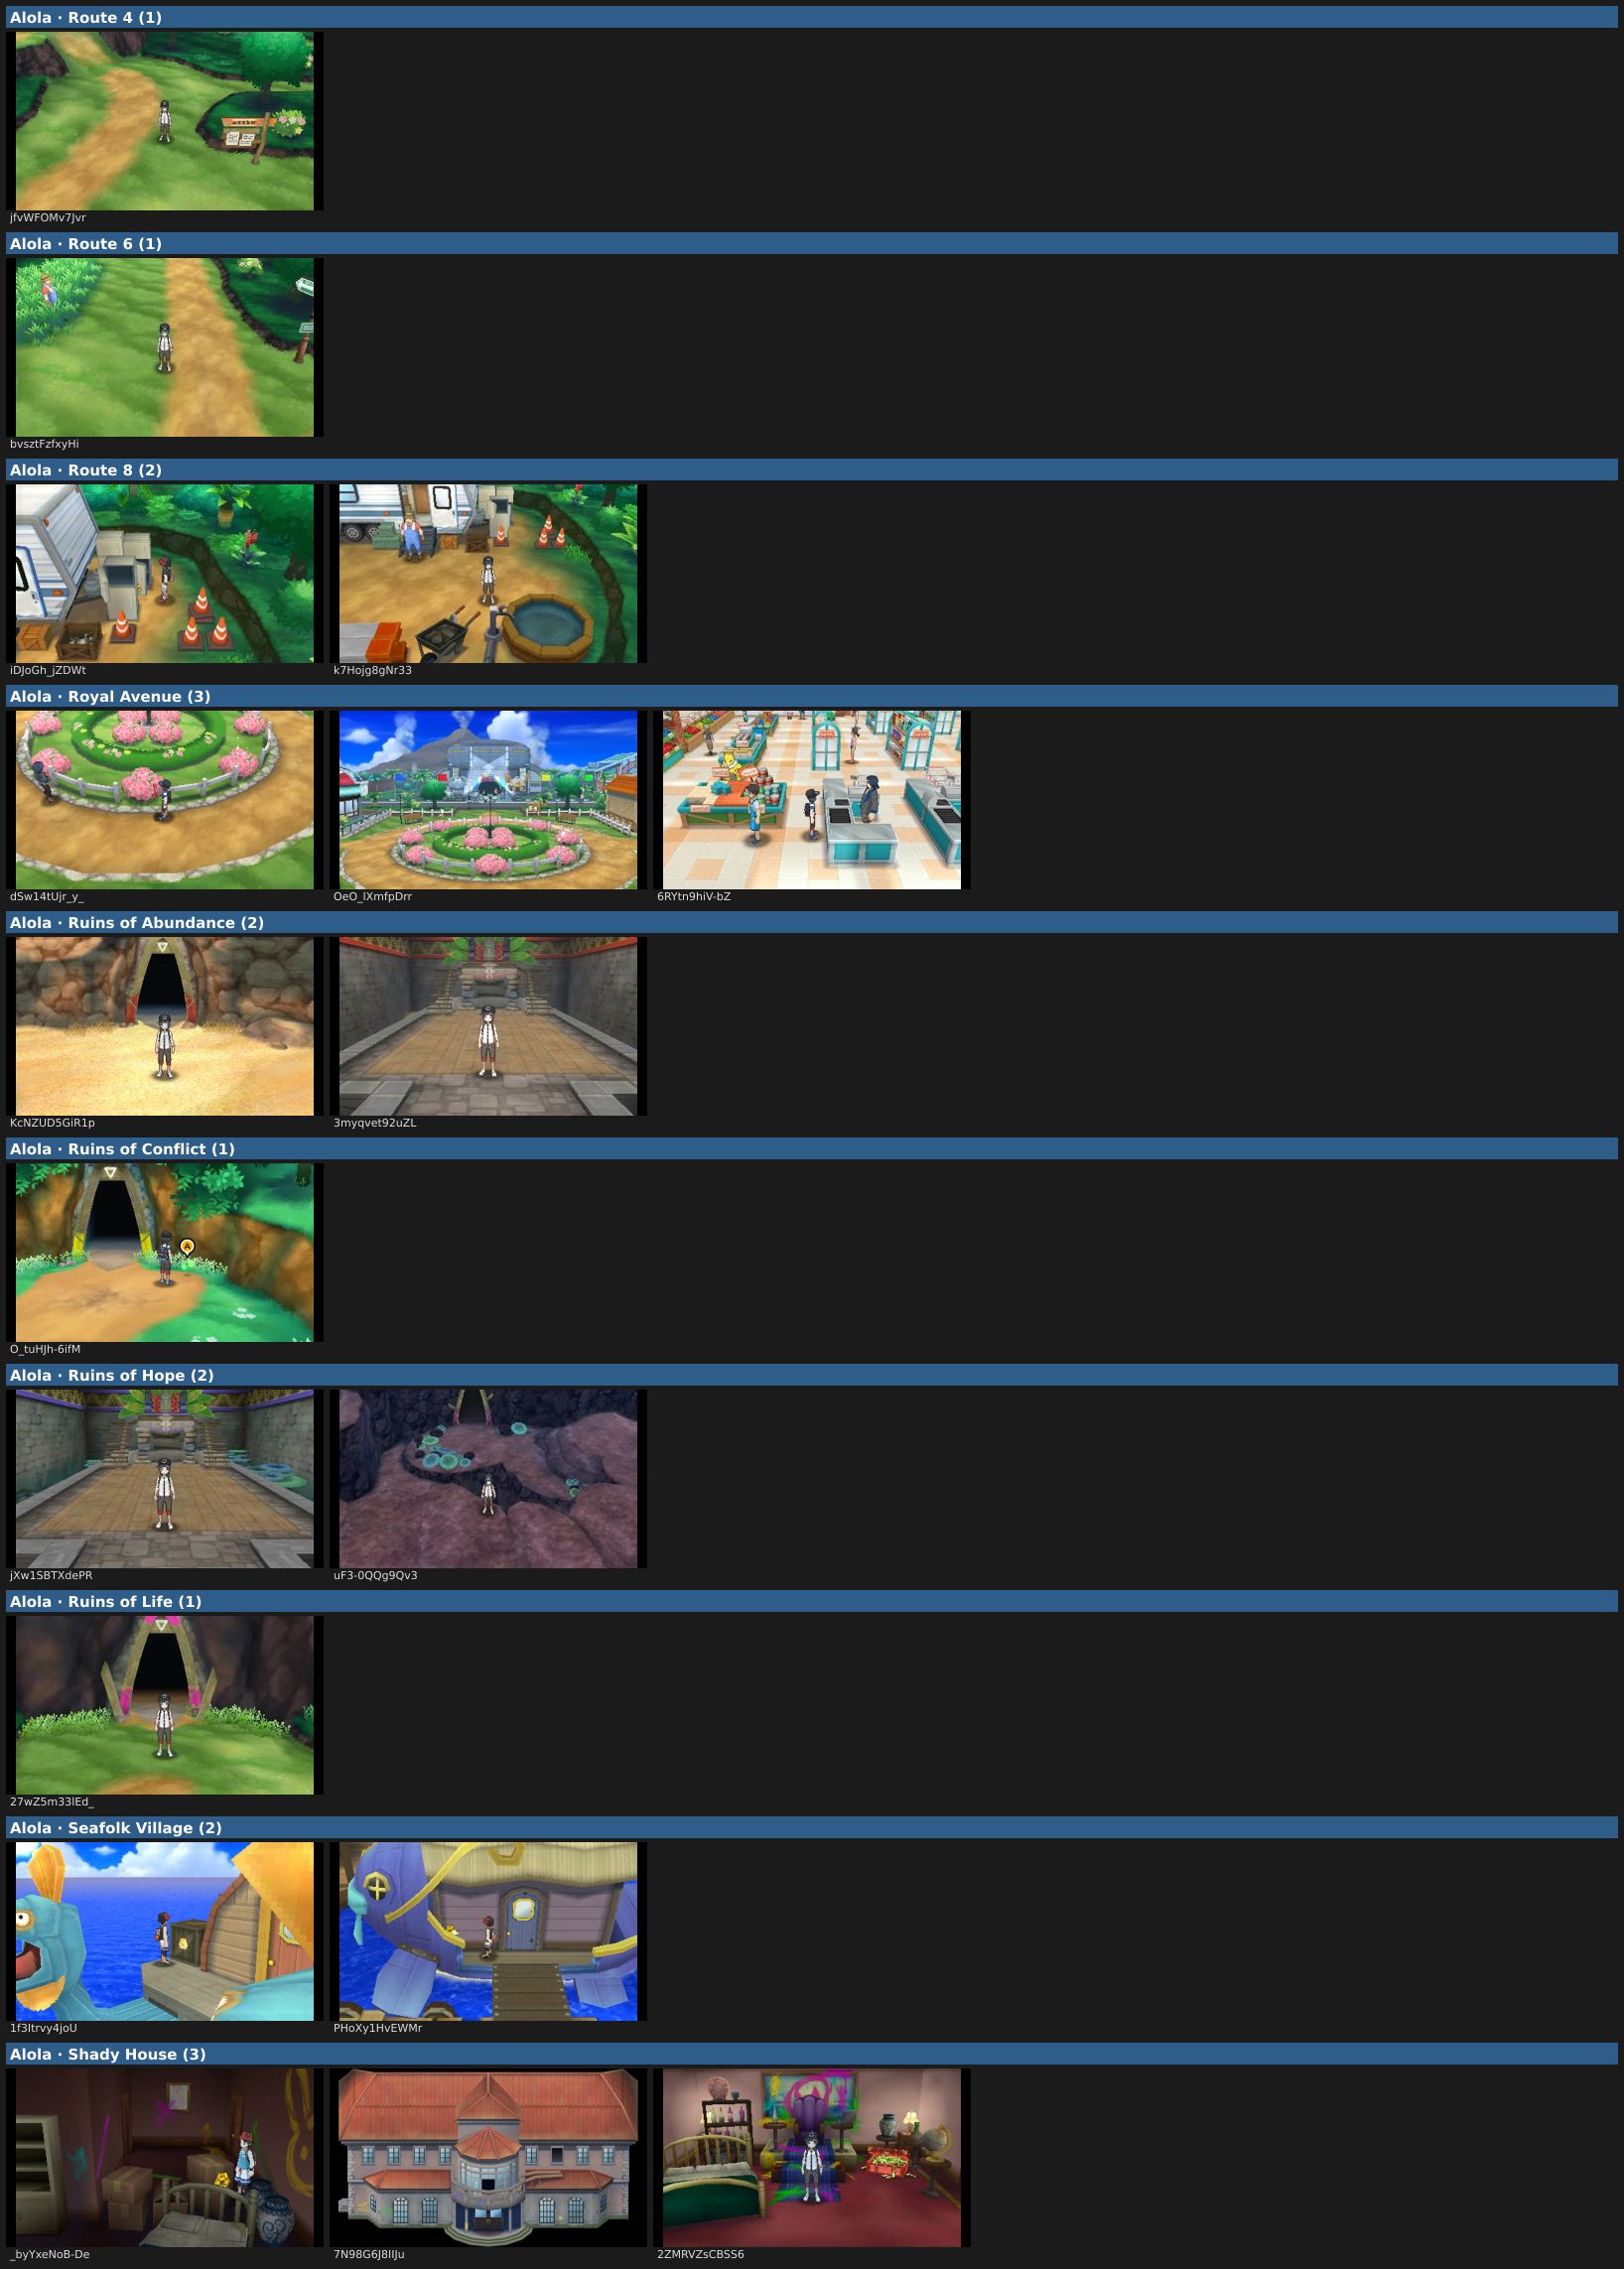 Alola · Route 4 (1)
jfvWFOMv7Jvr
Alola · Route 6 (1)
bvsztFzfxyHi
Alola · Route 8 (2)
iDJoGh_jZDWt
k7Hojg8gNr33
Alola · Royal Avenue (3)
dSw14tUjr_y_
OeO_lXmfpDrr
6RYtn9hiV-bZ
Alola · Ruins of Abundance (2)
KcNZUD5GiR1p
3myqvet92uZL
Alola · Ruins of Conflict (1)
A
O_tuHJh-6ifM
Alola · Ruins of Hope (2)
jXw1SBTXdePR
uF3-0QQg9Qv3
Alola · Ruins of Life (1)
27wZ5m33lEd_
Alola · Seafolk Village (2)
1f3ltrvy4joU
PHoXy1HvEWMr
Alola · Shady House (3)
_byYxeNoB-De
7N98G6J8IIJu
2ZMRVZsCBSS6